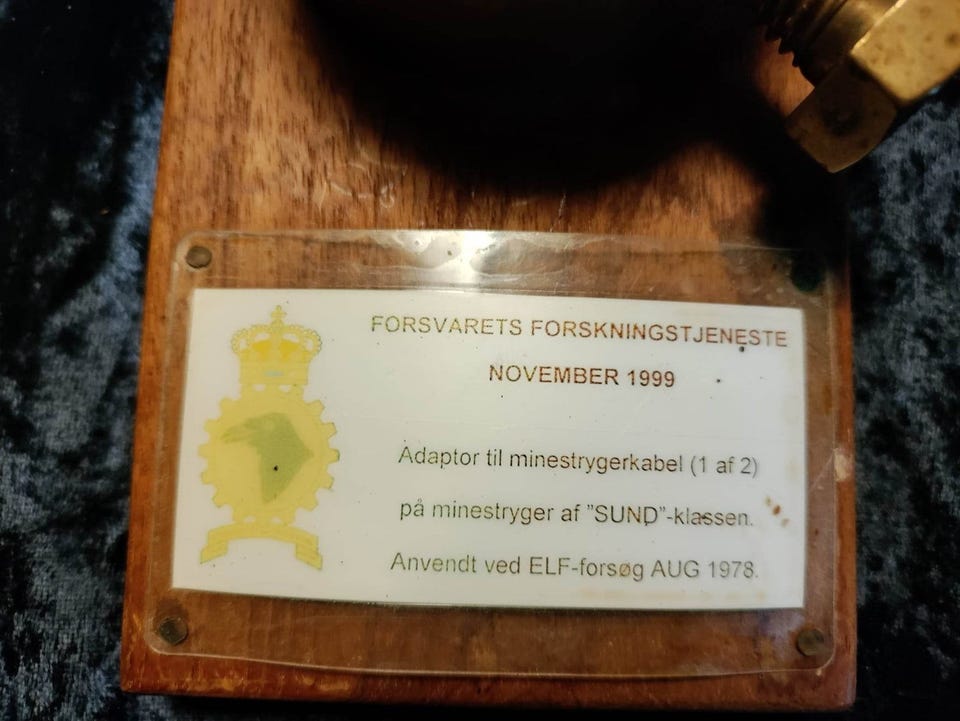 FORSVARETS FORSKNINGSTJENESTE
NOVEMBER 1999
Adaptor til minestrygerkabel (1 af 2)
på minestryger af "SUND"-klassen.
Anvendt ved ELF-forsøg AUG 1978.